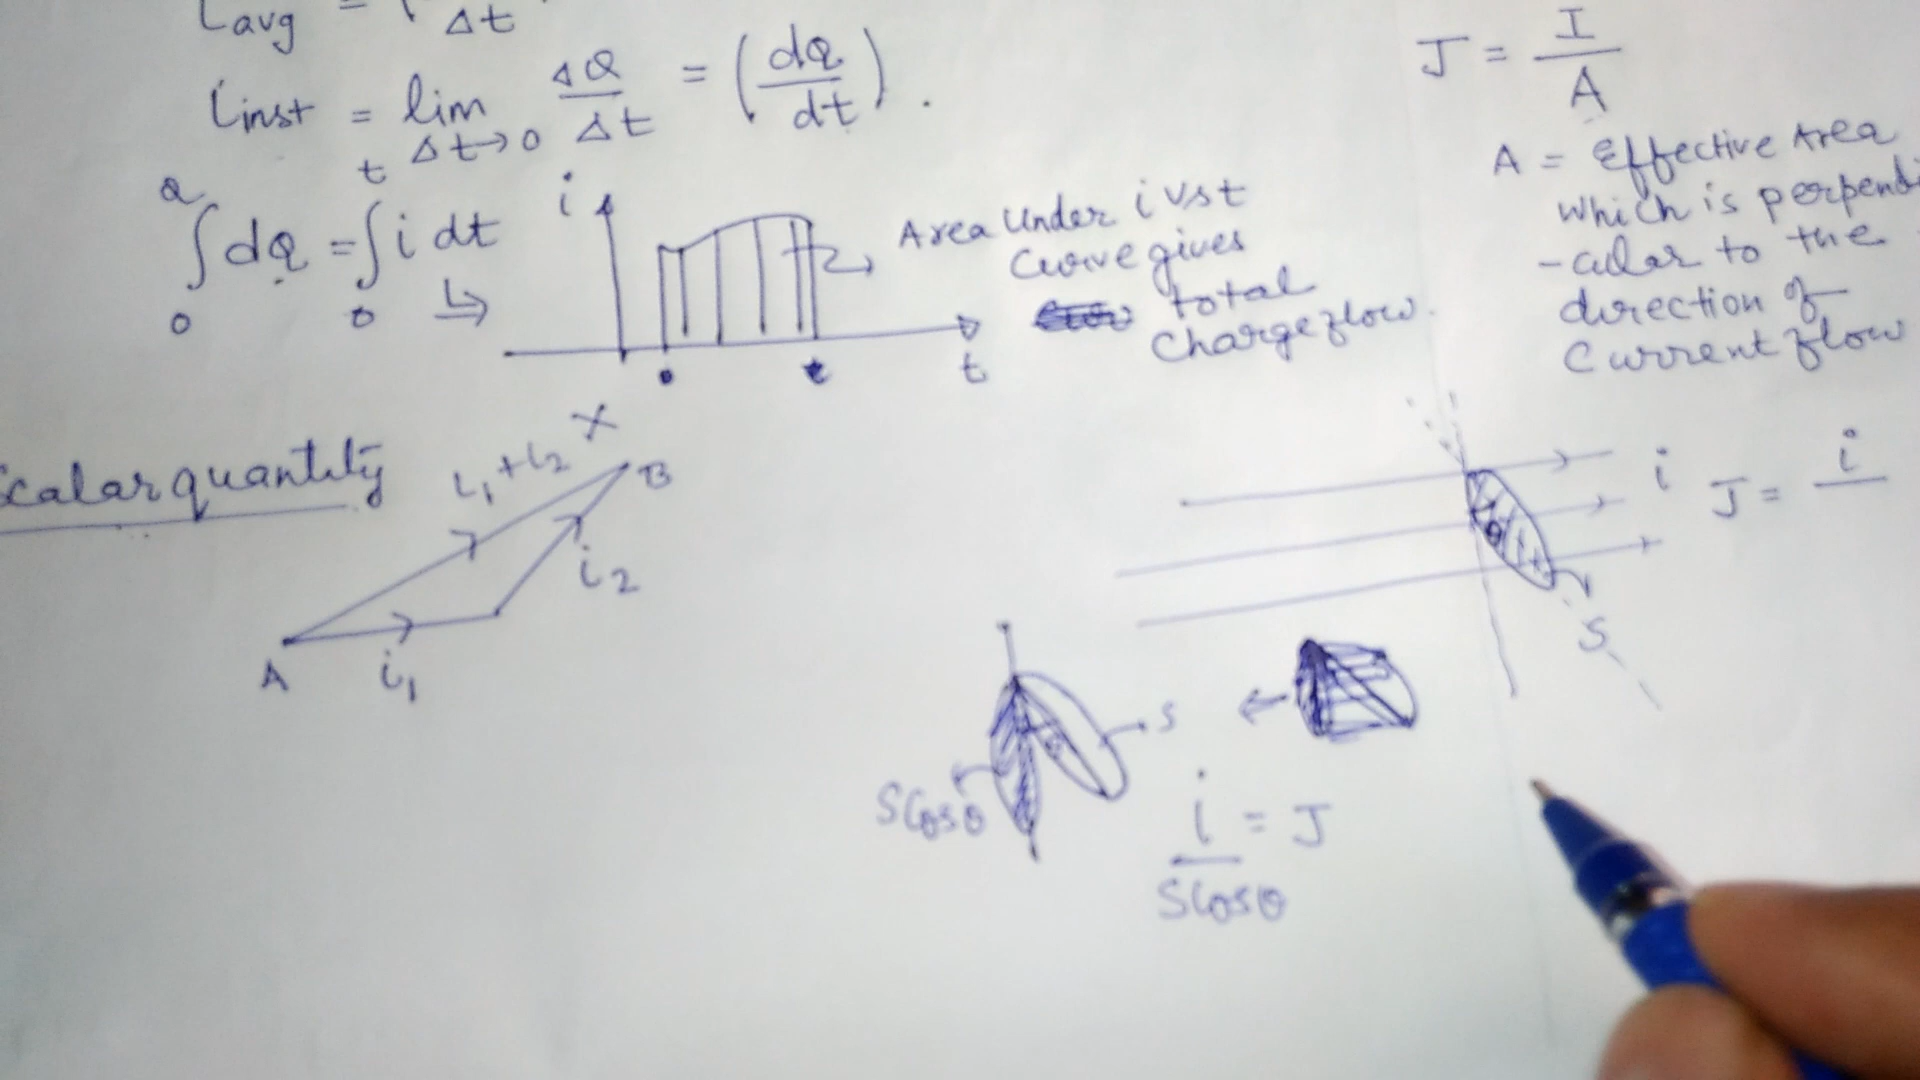 iavg = Δt
iinst = lim Δt→0 ΔQ/Δt = (dQ/dt).
∫₀^Q dQ = ∫₀^t i dt
i
Area Under i vs t
Curve gives
total
Charge flow.
0 t t
Scalar quantity
i₁+i₂ X
B
i₂
A i₁
J = I/A
A = Effective Area
which is perpendi
-cular to the
direction of
Current flow
i J = i
θ
S
S
θ
SCosθ
i/SCosθ = J